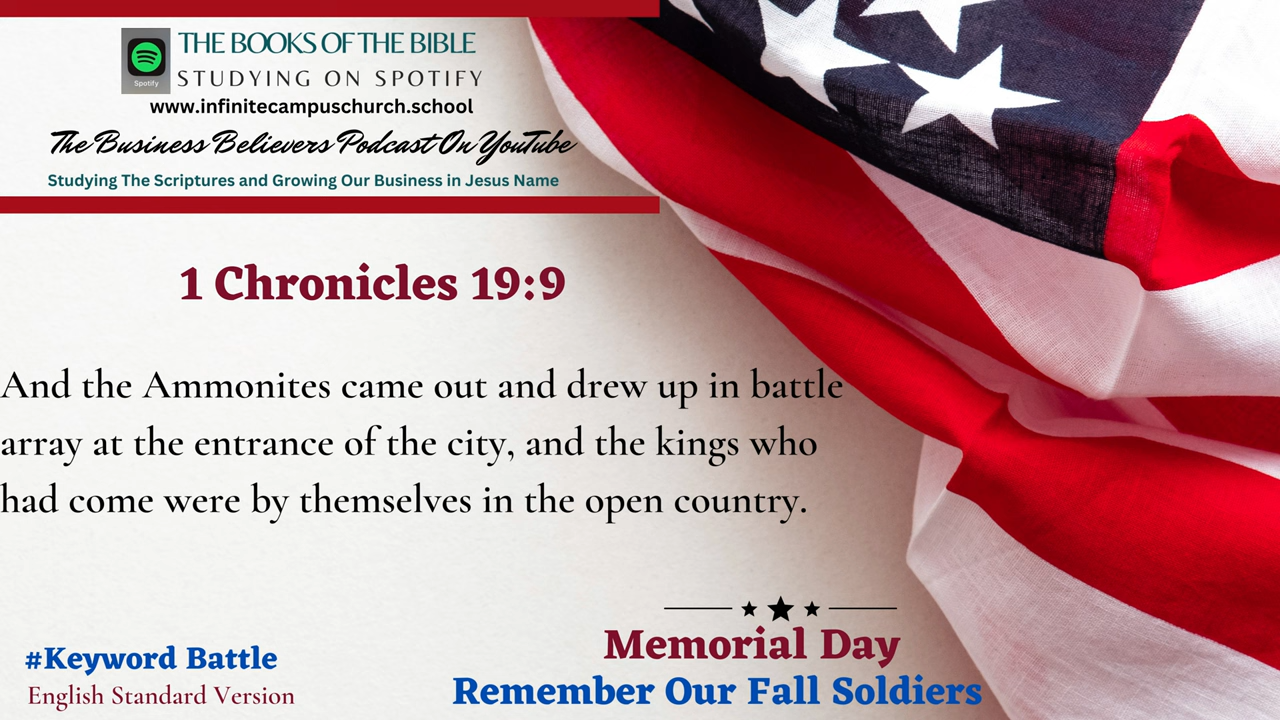 THE BOOKS OF THE BIBLE
Spotify
STUDYING ON SPOTIFY
www.infinitecampuschurch.school
The Business Believers Podcast On YouTube
Studying The Scriptures and Growing Our Business in Jesus Name
1 Chronicles 19:9
And the Ammonites came out and drew up in battle
array at the entrance of the city, and the kings who
had come were by themselves in the open country.
Memorial Day
#Keyword Battle
Remember Our Fall Soldiers
English Standard Version